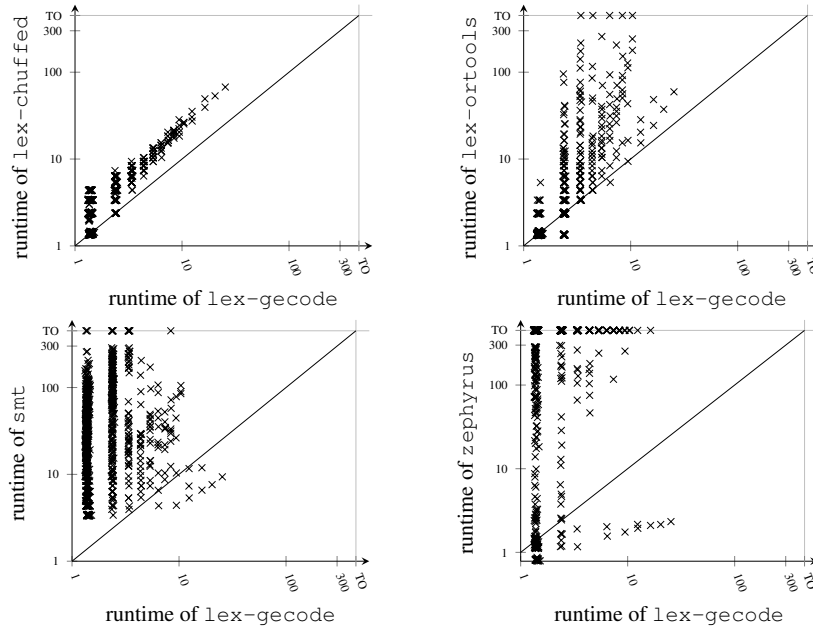 TO
300
100
10
1
runtime of lex-chuffed
1
10
100
300
TO
runtime of lex-gecode
TO
300
100
10
1
runtime of lex-ortools
1
10
100
300
TO
runtime of lex-gecode
TO
300
100
10
1
runtime of smt
1
10
100
300
TO
runtime of lex-gecode
TO
300
100
10
1
runtime of zephyrus
1
10
100
300
TO
runtime of lex-gecode